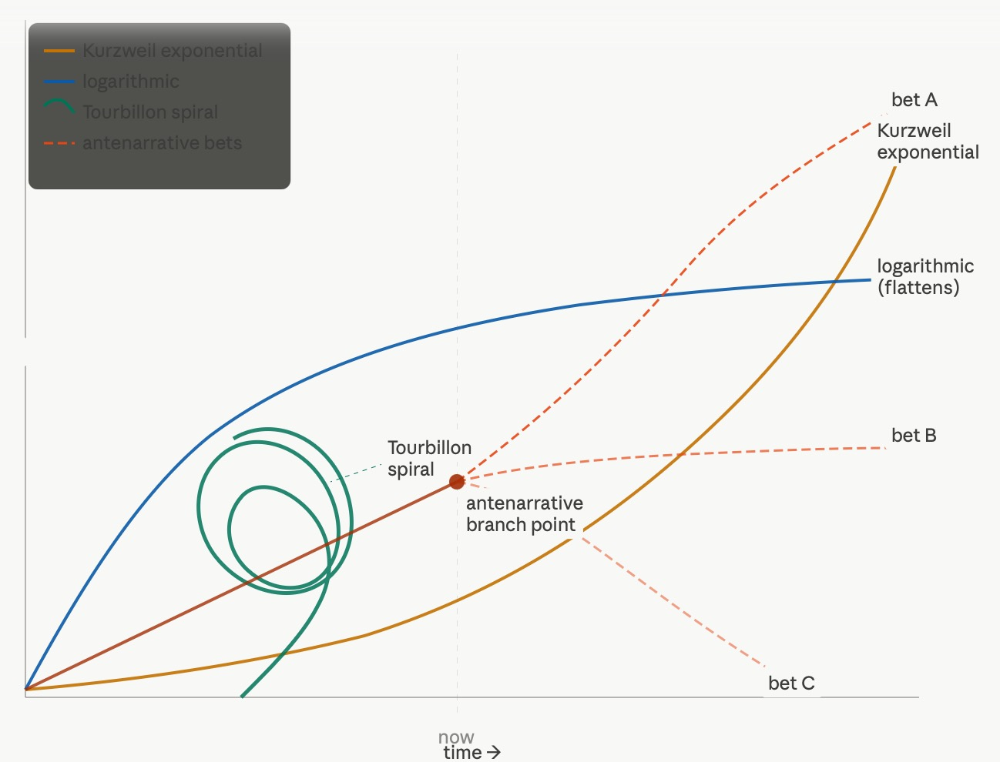 Kurzweil exponential
logarithmic
Tourbillon spiral
antenarrative bets
bet A
Kurzweil
exponential
logarithmic
(flattens)
bet B
Tourbillon
spiral
antenarrative
branch point
bet C
now
time →